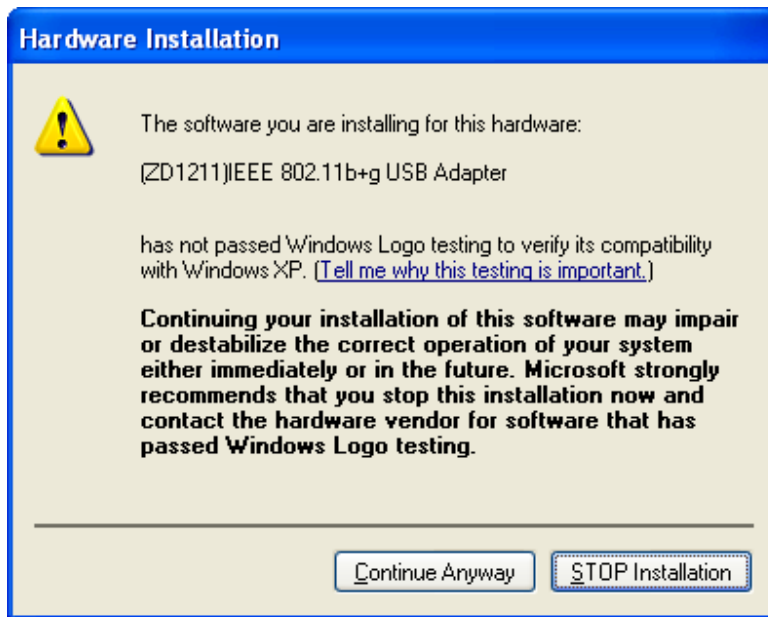 Hardware Installation
The software you are installing for this hardware:
(ZD1211)IEEE 802.11b+g USB Adapter
has not passed Windows Logo testing to verify its compatibility
with Windows XP. (Tell me why this testing is important.)
Continuing your installation of this software may impair
or destabilize the correct operation of your system
either immediately or in the future. Microsoft strongly
recommends that you stop this installation now and
contact the hardware vendor for software that has
passed Windows Logo testing.
Continue Anyway STOP Installation